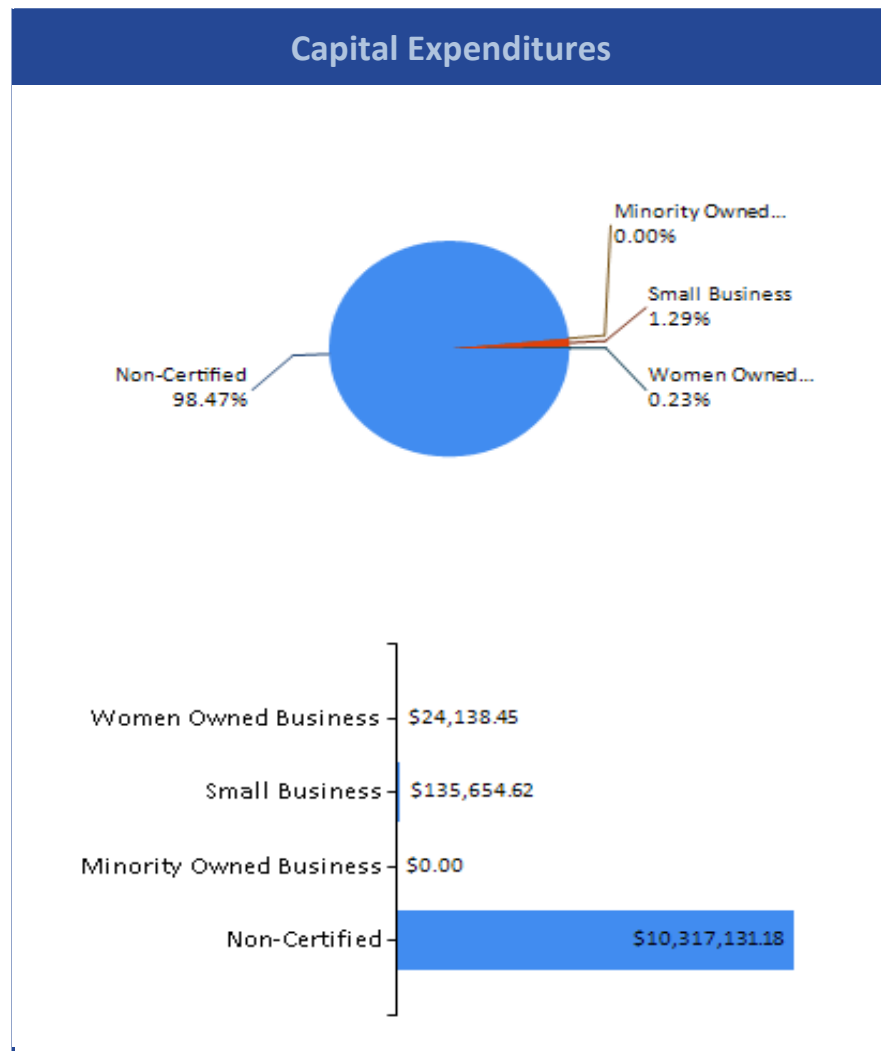 Capital Expenditures
Minority Owned...
0.00%
Small Business
1.29%
Non-Certified
98.47%
Women Owned...
0.23%
Women Owned Business
$24,138.45
Small Business
$135,654.62
Minority Owned Business
$0.00
Non-Certified
$10,317,131.18